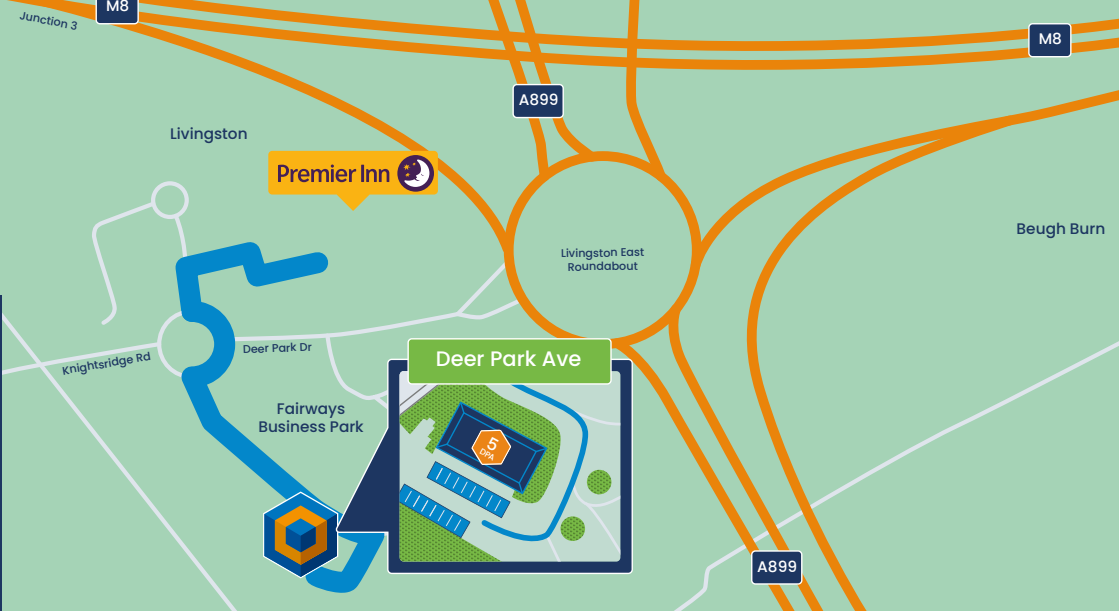 M8
Junction 3
M8
A899
Livingston
Premier Inn
Beugh Burn
Livingston East
Roundabout
Deer Park Dr
Knightsridge Rd
Deer Park Ave
Fairways
Business Park
5
DPA
A899